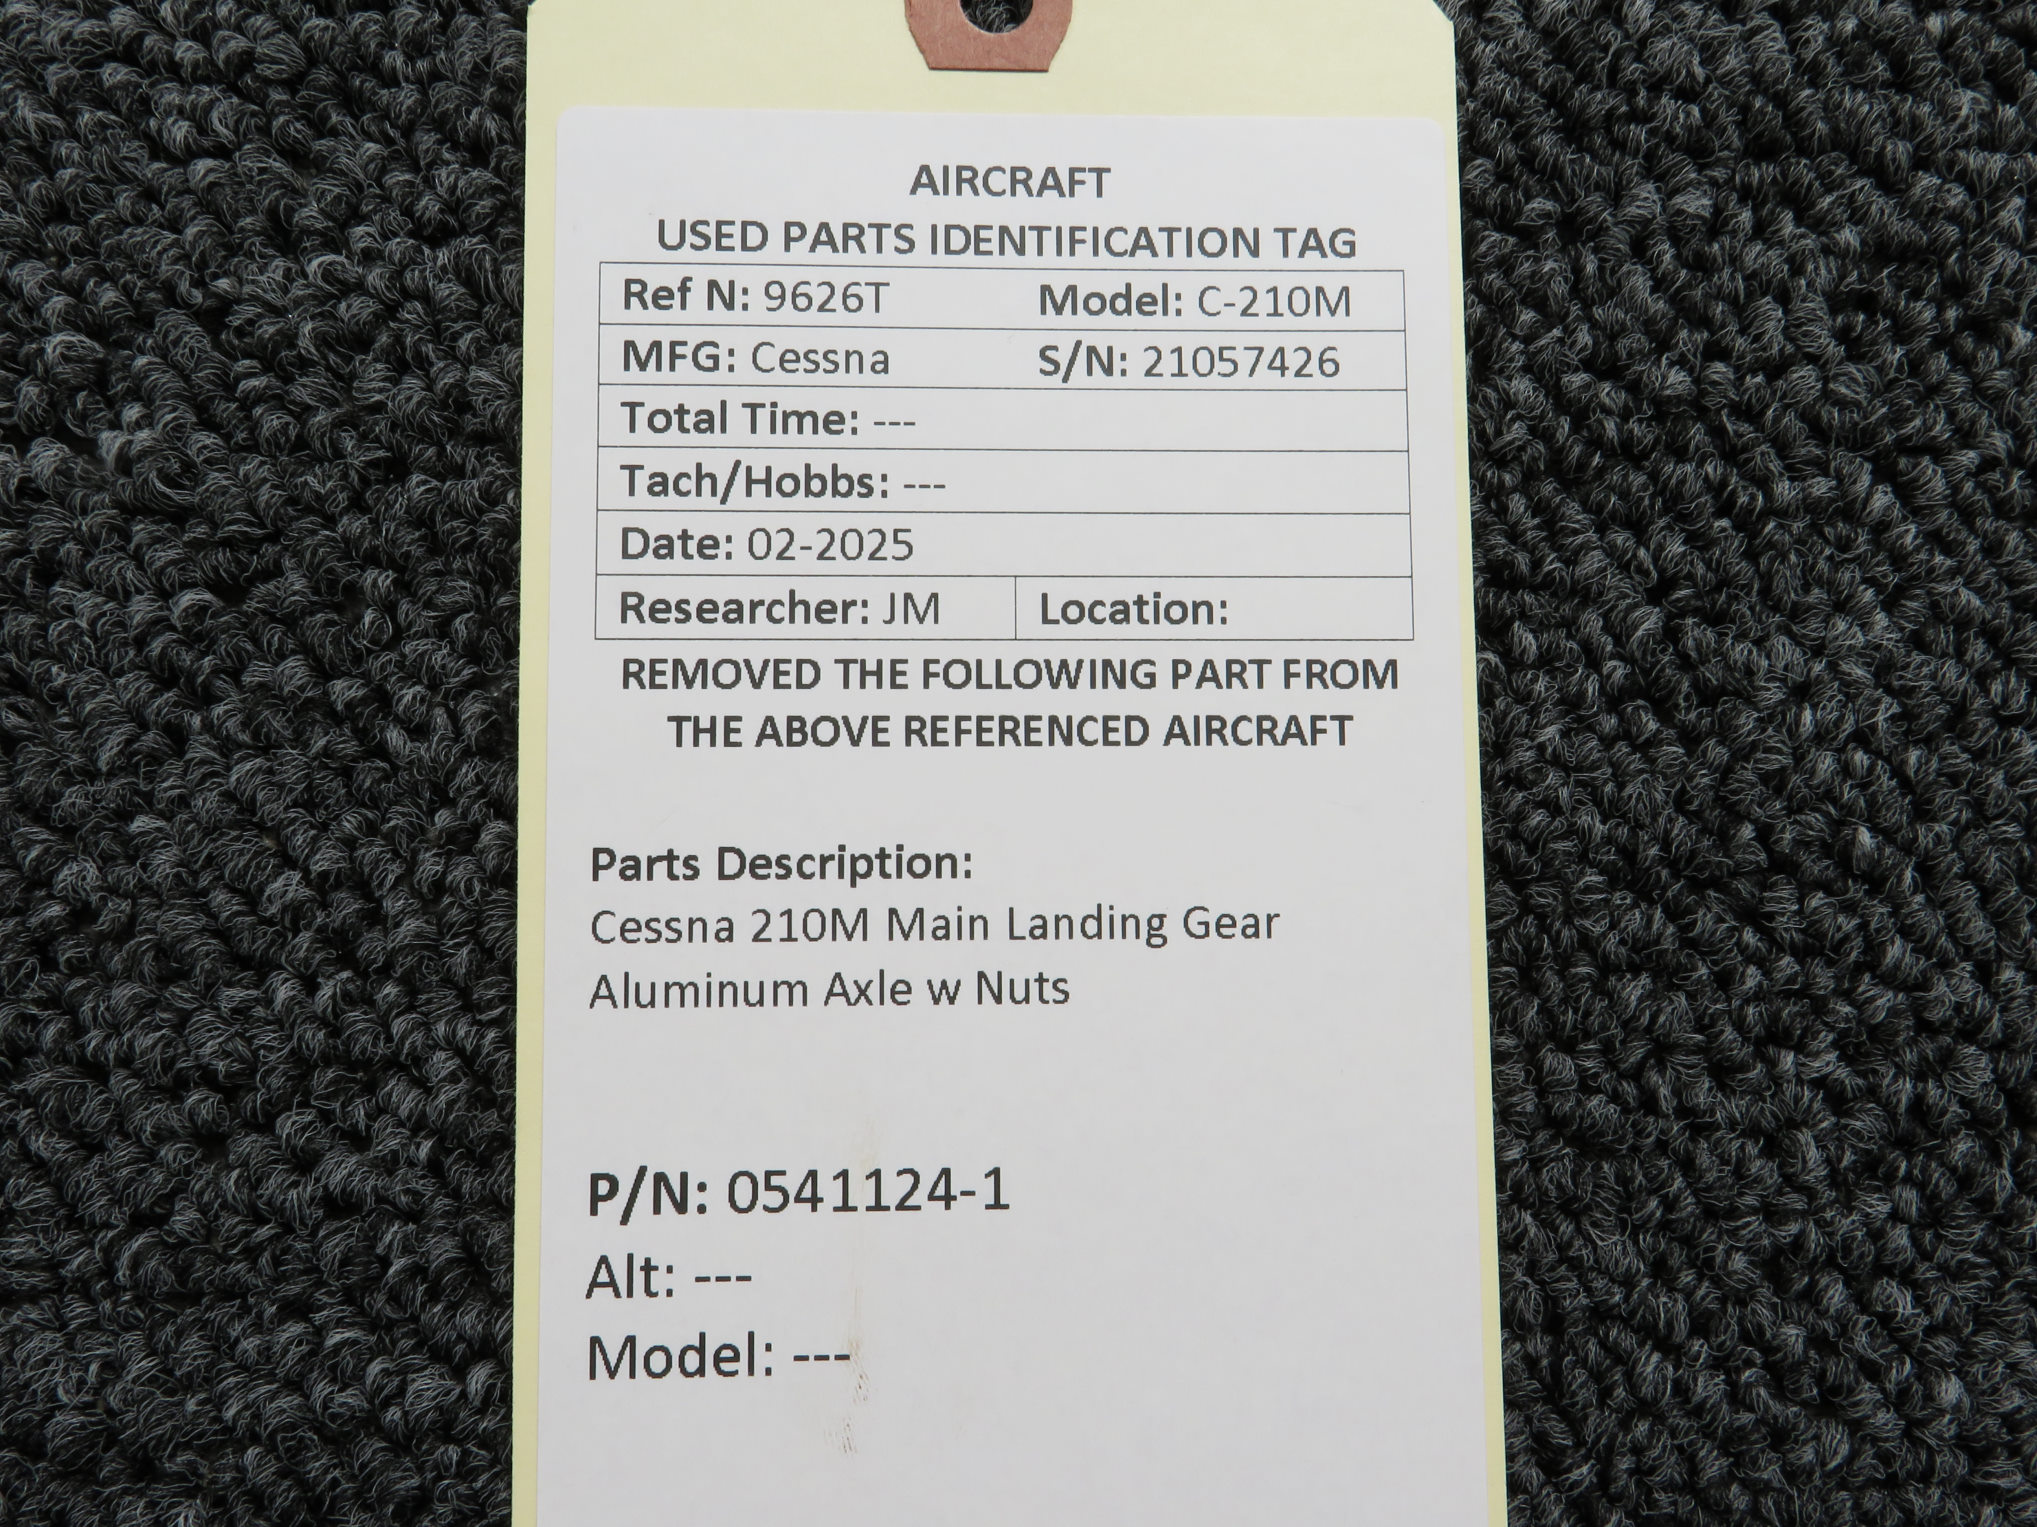 AIRCRAFT
USED PARTS IDENTIFICATION TAG
Ref N: 9626T Model: C-210M
MFG: Cessna S/N: 21057426
Total Time: ---
Tach/Hobbs: ---
Date: 02-2025
Researcher: JM Location:
REMOVED THE FOLLOWING PART FROM
THE ABOVE REFERENCED AIRCRAFT
Parts Description:
Cessna 210M Main Landing Gear
Aluminum Axle w Nuts
P/N: 0541124-1
Alt: ---
Model: ---